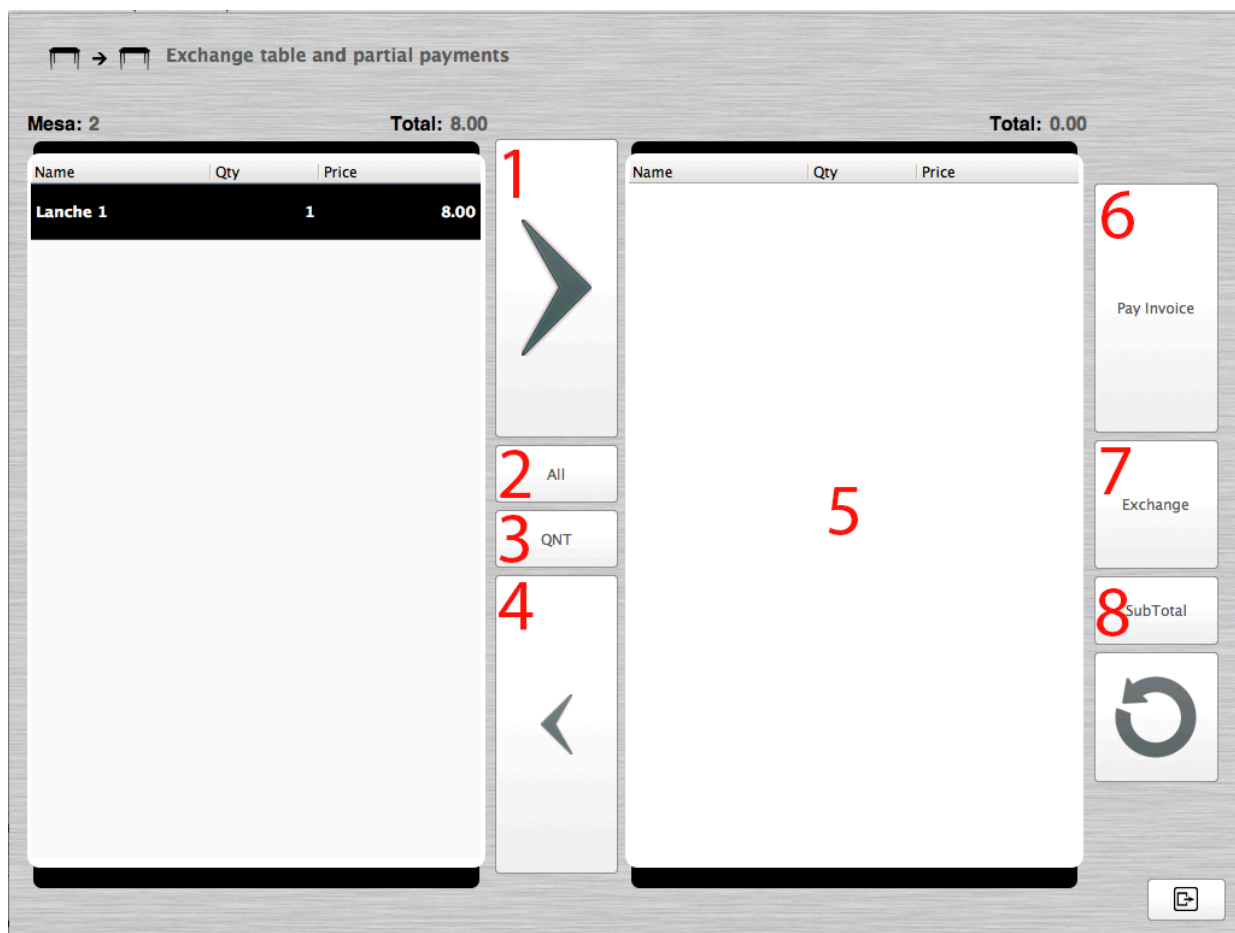 Exchange table and partial payments
Mesa: 2 Total: 8.00 Total: 0.00
Name Qty Price Name Qty Price
Lanche 1 1 8.00
1
6
Pay Invoice
2 All
7
Exchange
5
3 QNT
4
8 SubTotal